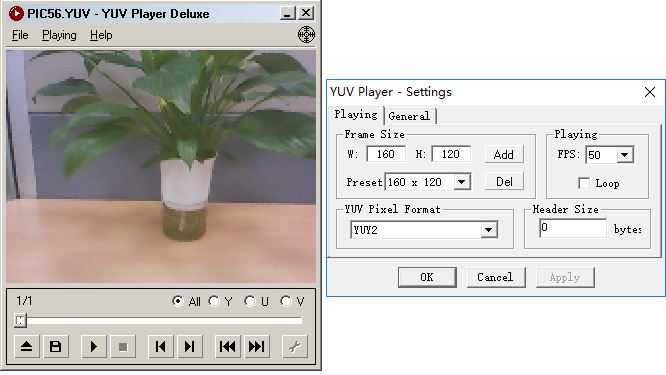 PIC56.YUV - YUV Player Deluxe
File Playing Help
1/1
All Y U V
YUV Player - Settings
Playing General
Frame Size
W: 160 H: 120 Add
Preset 160 x 120 Del
Playing
FPS: 50
Loop
YUV Pixel Format
YUY2
Header Size
0 bytes
OK Cancel Apply